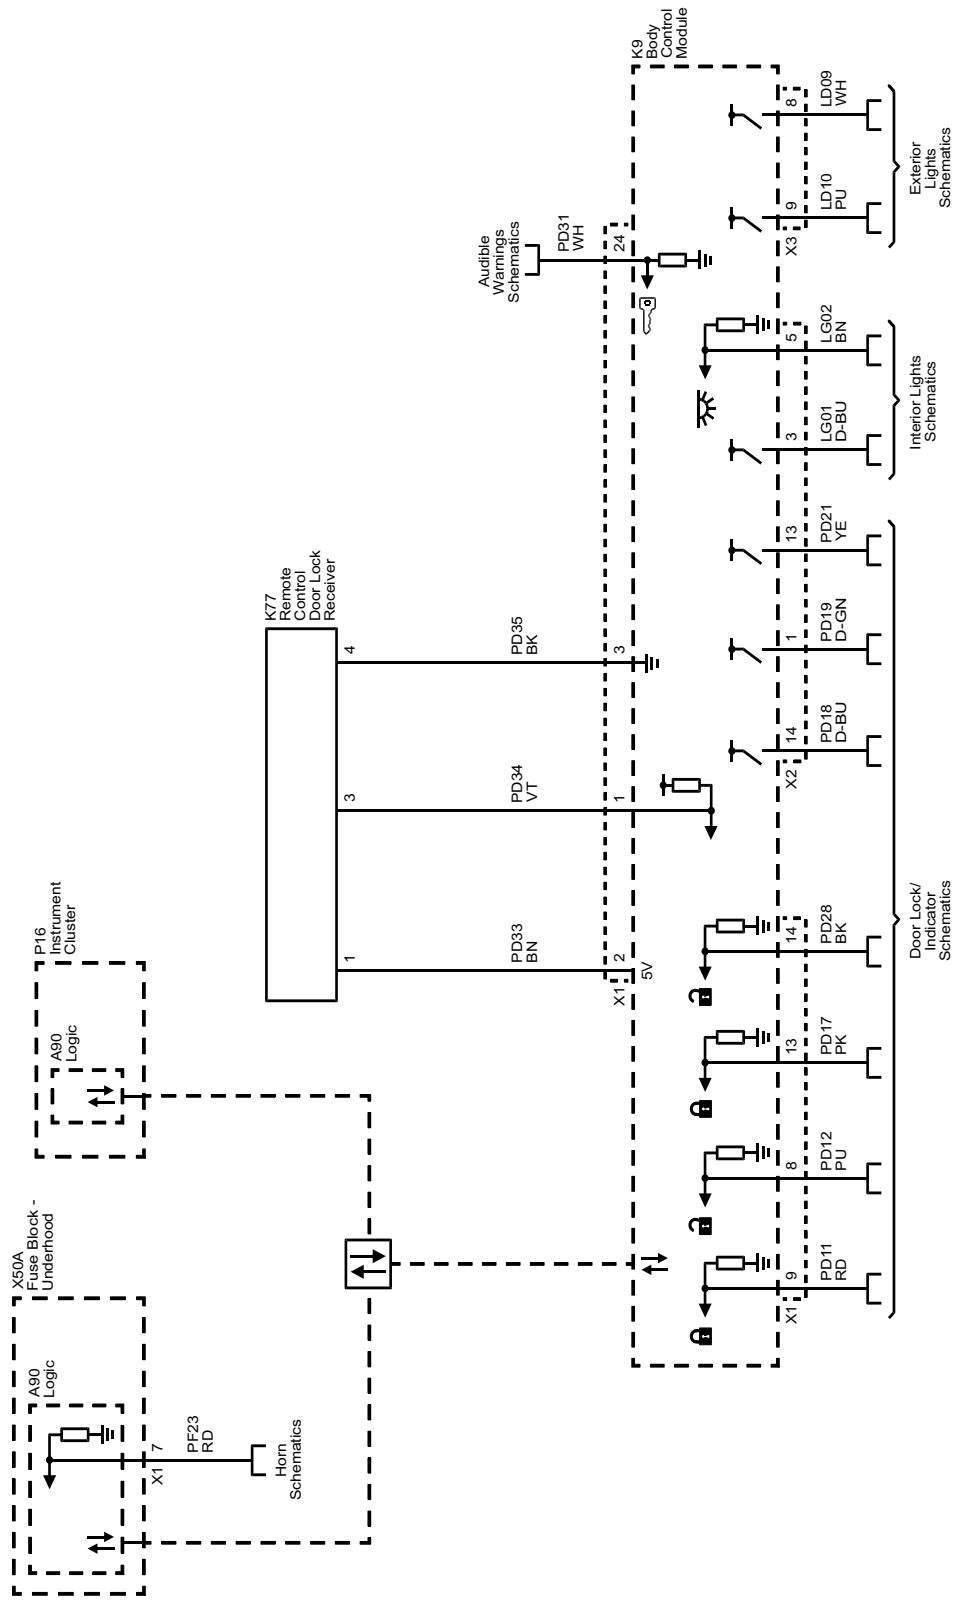 X50A
Fuse Block -
Underhood
A90
Logic
X1
7
PF23
RD
Horn
Schematics
P16
Instrument
Cluster
A90
Logic
K77
Remote
Control
Door Lock
Receiver
1
3
4
PD33
BN
PD34
VT
PD35
BK
Audible
Warnings
Schematics
PD31
WH
X1
2
1
3
24
5V
K9
Body
Control
Module
X1
9
8
13
14
X2
14
1
13
3
5
X3
9
8
PD11
RD
PD12
PU
PD17
PK
PD28
BK
PD18
D-BU
PD19
D-GN
PD21
YE
LG01
D-BU
LG02
BN
LD10
PU
LD09
WH
Door Lock/
Indicator
Schematics
Interior Lights
Schematics
Exterior
Lights
Schematics